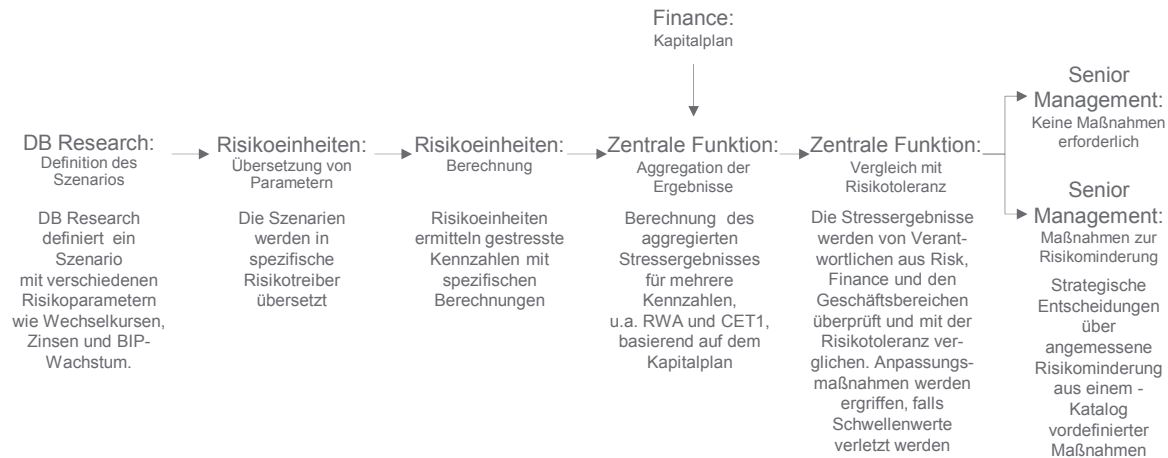 Finance:
Kapitalplan
DB Research:
Definition des
Szenarios
DB Research
definiert ein
Szenario
mit verschiedenen
Risikoparametern
wie Wechselkursen,
Zinsen und BIP-
Wachstum.
Risikoeinheiten:
Übersetzung von
Parametern
Die Szenarien
werden in
spezifische
Risikotreiber
übersetzt
Risikoeinheiten:
Berechnung
Risikoeinheiten
ermitteln gestresste
Kennzahlen mit
spezifischen
Berechnungen
Zentrale Funktion:
Aggregation der
Ergebnisse
Berechnung des
aggregierten
Stressergebnisses
für mehrere
Kennzahlen,
u.a. RWA und CET1,
basierend auf dem
Kapitalplan
Zentrale Funktion:
Vergleich mit
Risikotoleranz
Die Stressergebnisse
werden von Verant-
wortlichen aus Risk,
Finance und den
Geschäftsbereichen
überprüft und mit der
Risikotoleranz ver-
glichen. Anpassungs-
maßnahmen werden
ergriffen, falls
Schwellenwerte
verletzt werden
Senior
Management:
Keine Maßnahmen
erforderlich
Senior
Management:
Maßnahmen zur
Risikominderung
Strategische
Entscheidungen
über
angemessene
Risikominderung
aus einem -
Katalog
vordefinierter
Maßnahmen